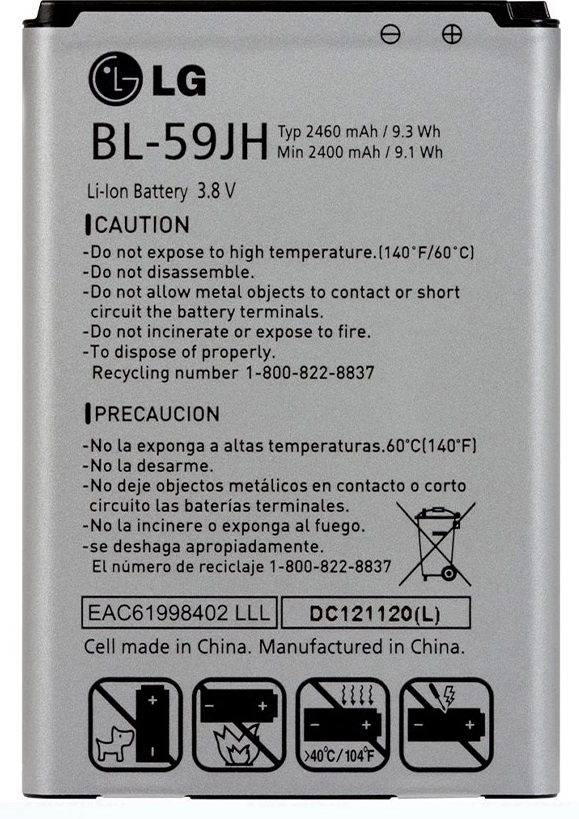 ⊖ ⊕
LG
BL-59JH
Typ 2460 mAh / 9.3 Wh
Min 2400 mAh / 9.1 Wh
Li-Ion Battery 3.8 V
CAUTION
-Do not expose to high temperature.(140°F/60°C)
-Do not disassemble.
-Do not allow metal objects to contact or short
circuit the battery terminals.
-Do not incinerate or expose to fire.
-To dispose of properly.
Recycling number 1-800-822-8837
PRECAUCION
-No la exponga a altas temperaturas.60°C(140°F)
-No la desarme.
-No deje objectos metálicos en contacto o corto
circuito las baterías terminales.
-No la incinere o exponga al fuego.
-se deshaga apropiadamente.
El número de reciclaje 1-800-822-8837
EAC61998402 LLL DC121120(L)
Cell made in China. Manufactured in China.
>40°C/104°F